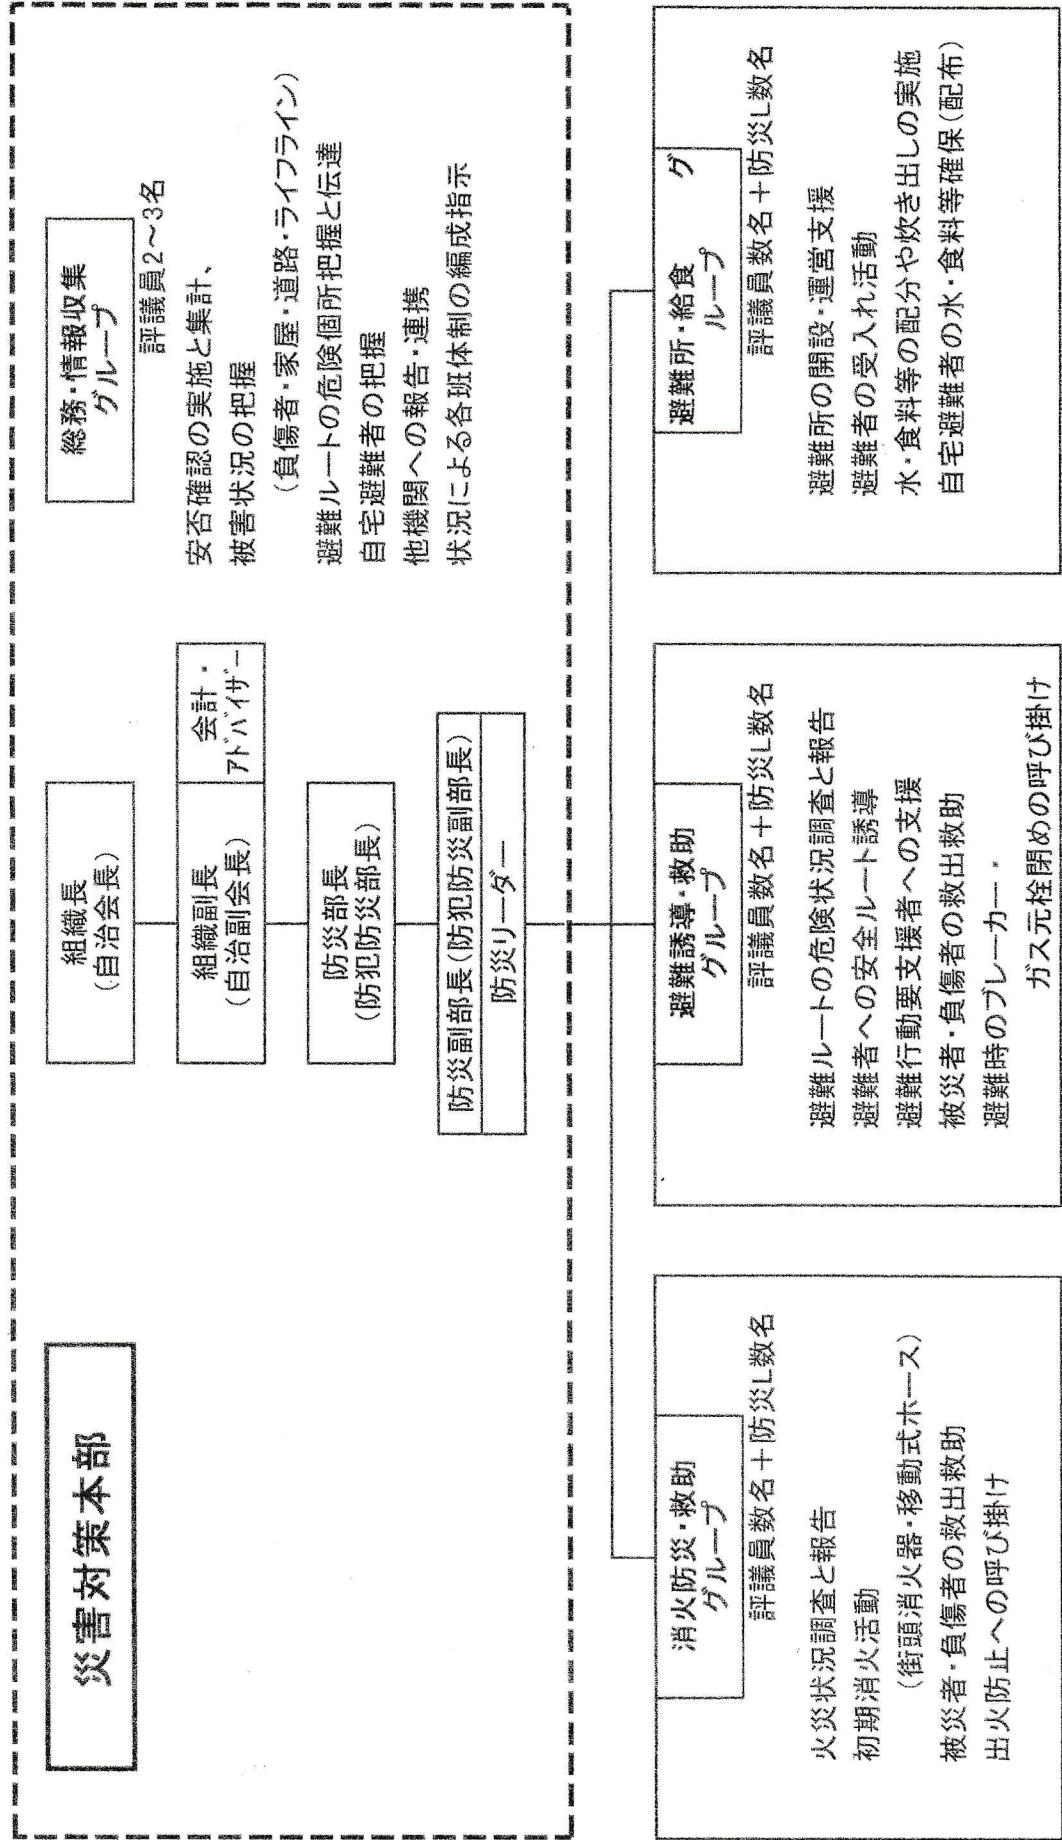 災害対策本部
組織長
(自治会長)
組織副長
(自治副会長)
会計・
アドバイザー
防災部長
(防犯防災部長)
防災副部長(防犯防災副部長)
防災リーダー
総務・情報収集
グループ
評議員2～3名
安否確認の実施と集計、
被害状況の把握
(負傷者・家屋・道路・ライフライン)
避難ルートの危険個所把握と伝達
自宅避難者の把握
他機関への報告・連携
状況による各班体制の編成指示
消火防災・救助
グループ
評議員数名＋防災L数名
火災状況調査と報告
初期消火活動
(街頭消火器・移動式ホース)
被災者・負傷者の救出救助
出火防止への呼び掛け
避難誘導・救助
グループ
評議員数名＋防災L数名
避難ルートの危険状況調査と報告
避難者への安全ルート誘導
避難行動要支援者への支援
被災者・負傷者の救出救助
避難時のブレーカー・
ガス元栓閉めの呼び掛け
避難所・給食 グ
ループ
評議員数名＋防災L数名
避難所の開設・運営支援
避難者の受入れ活動
水・食料等の配分や炊き出しの実施
自宅避難者の水・食料等確保(配布)